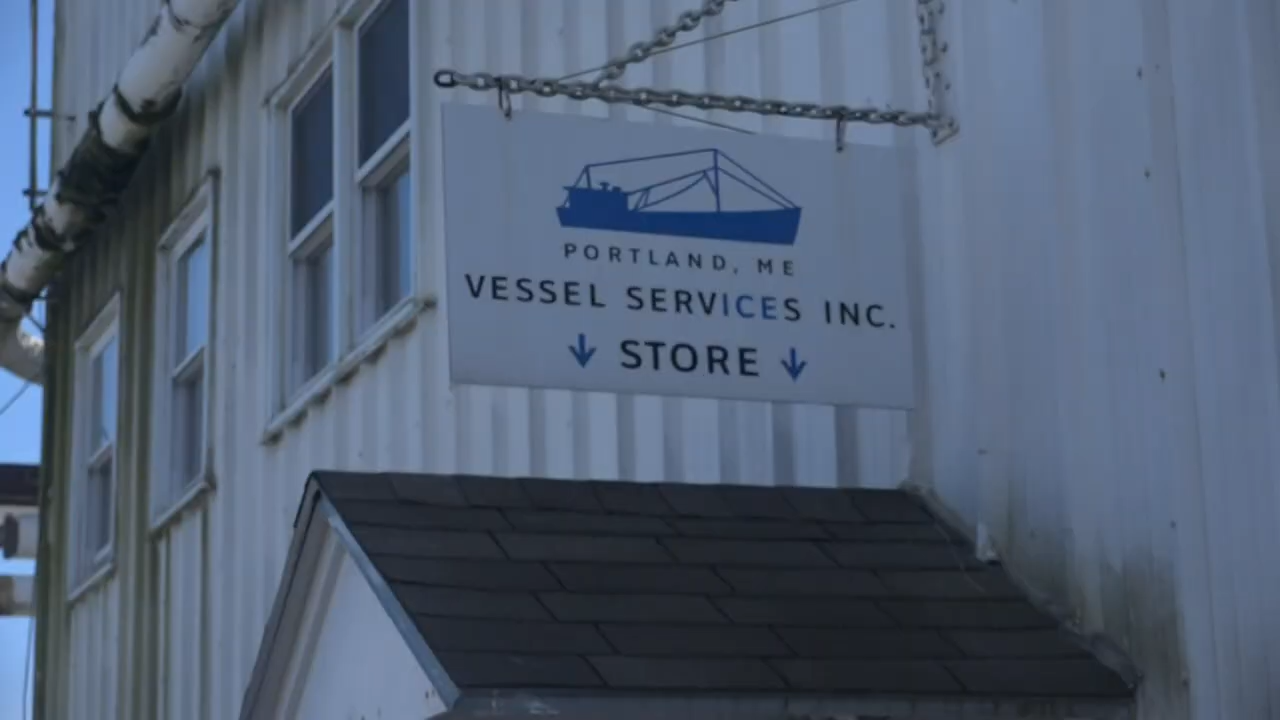 PORTLAND, ME
VESSEL SERVICES INC.
↓ STORE ↓